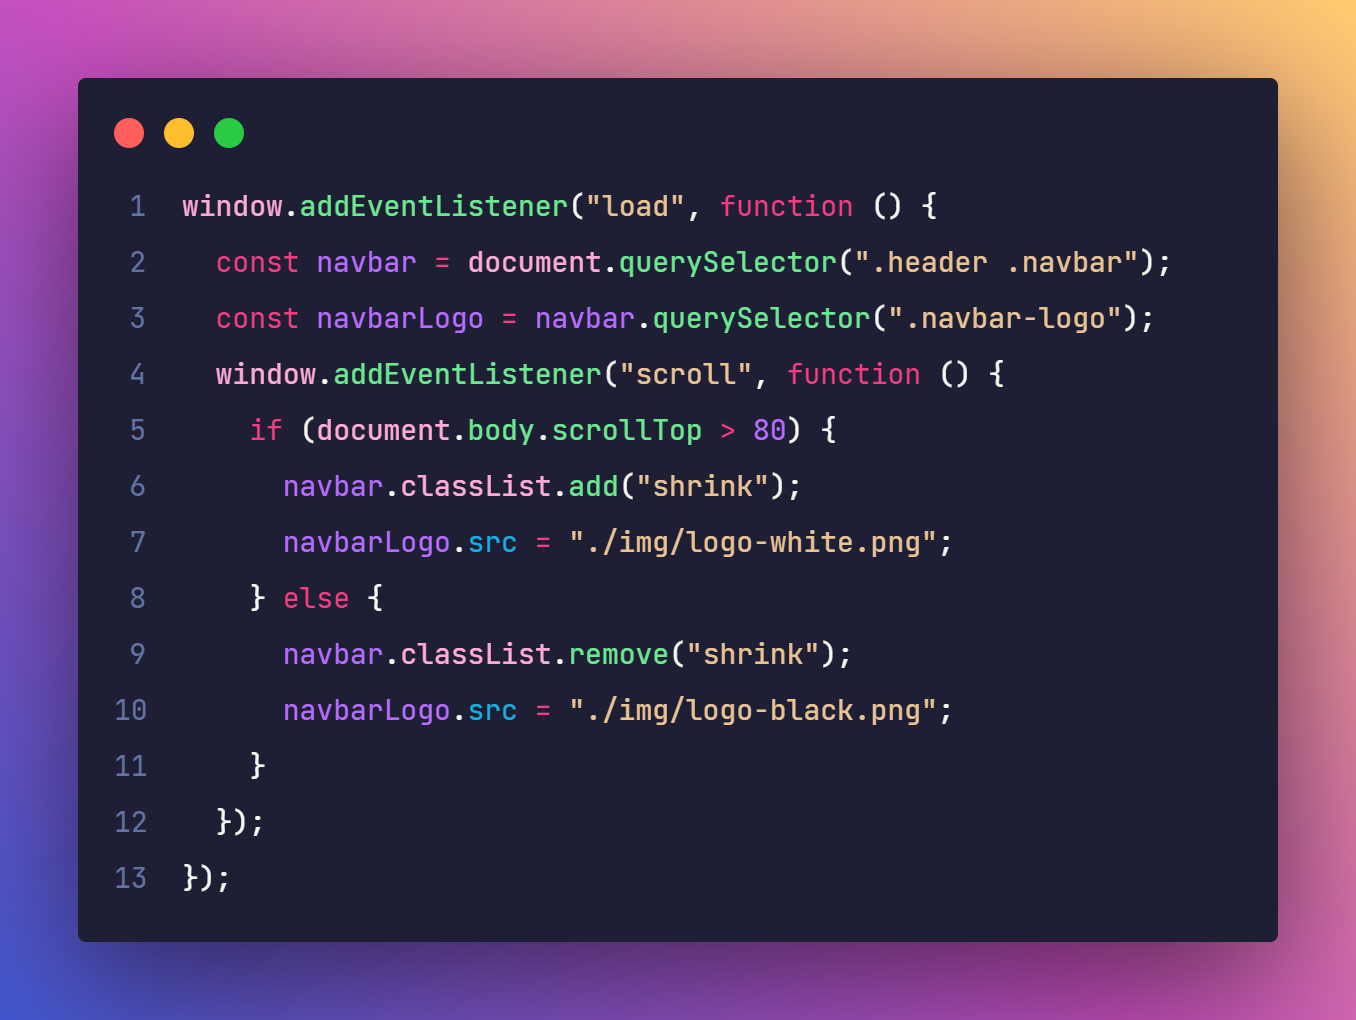 1 window.addEventListener("load", function () {
2   const navbar = document.querySelector(".header .navbar");
3   const navbarLogo = navbar.querySelector(".navbar-logo");
4   window.addEventListener("scroll", function () {
5     if (document.body.scrollTop > 80) {
6       navbar.classList.add("shrink");
7       navbarLogo.src = "./img/logo-white.png";
8     } else {
9       navbar.classList.remove("shrink");
10       navbarLogo.src = "./img/logo-black.png";
11     }
12   });
13 });